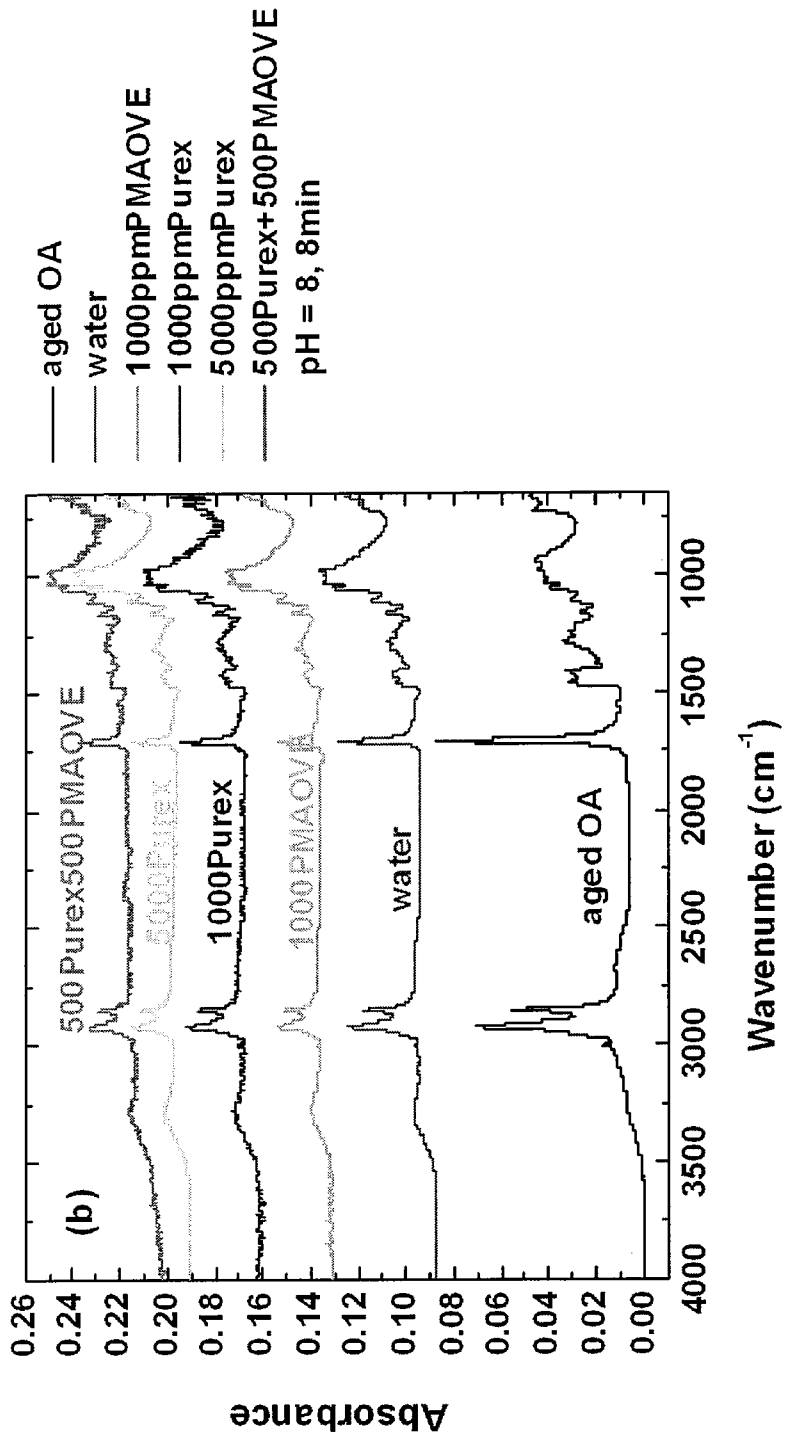 (b)
500Purex500PMAOVE
5000Purex
1000Purex
1000PMAOVE
water
aged OA
Absorbance
0.26
0.24
0.22
0.20
0.18
0.16
0.14
0.12
0.10
0.08
0.06
0.04
0.02
0.00
4000
3500
3000
2500
2000
1500
1000
Wavenumber (cm⁻¹)
aged OA
water
1000ppmPMAOVE
1000ppmPurex
5000ppmPurex
500Purex+500PMAOVE
pH = 8, 8min